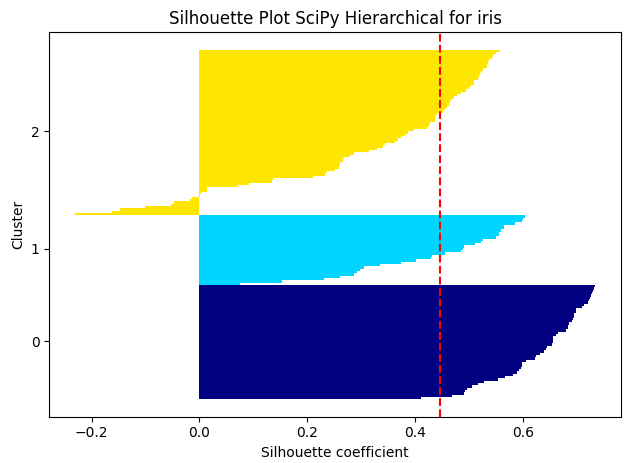 Silhouette Plot SciPy Hierarchical for iris
Cluster
2
1
0
−0.2 0.0 0.2 0.4 0.6
Silhouette coefficient